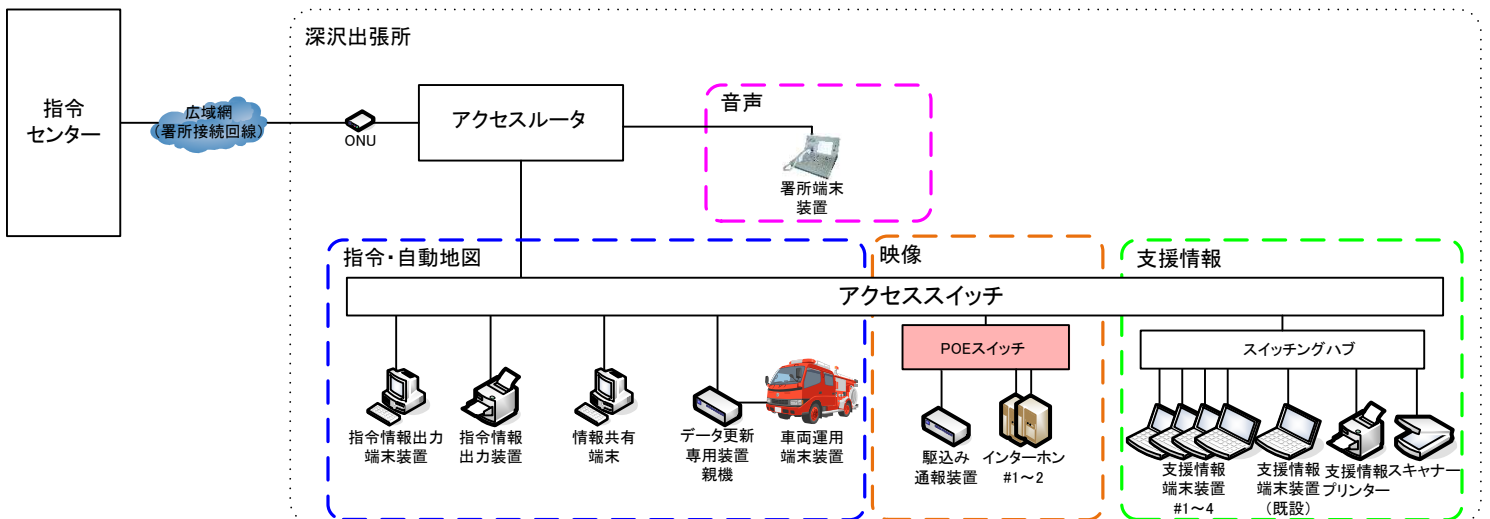 深沢出張所
指令
センター
広域網
(署所接続回線)
ONU
アクセスルータ
音声
署所端末
装置
指令・自動地図
映像
支援情報
アクセススイッチ
POEスイッチ
スイッチングハブ
指令情報出力
端末装置
指令情報
出力装置
情報共有
端末
データ更新
専用装置
親機
車両運用
端末装置
駆込み
通報装置
インターホン
#1～2
支援情報
端末装置
#1～4
支援情報
端末装置
(既設)
支援情報
プリンター
スキャナー